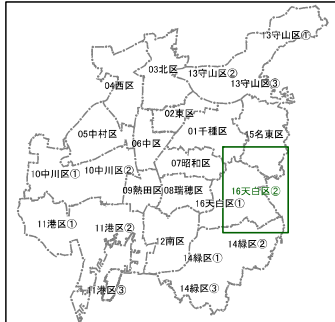 13守山区①
03北区
13守山区②
04西区
13守山区③
02東区
05中村区
01千種区
15名東区
06中区
07昭和区
10中川区①
10中川区②
09熱田区
08瑞穂区
16天白区②
16天白区①
11港区①
11港区②
12南区
14緑区②
14緑区①
11港区③
14緑区③